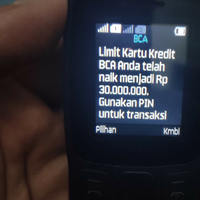 BCA
Limit Kartu Kredit
BCA Anda telah
naik menjadi Rp
30.000.000.
Gunakan PIN
untuk transaksi
Pilihan Kmbl